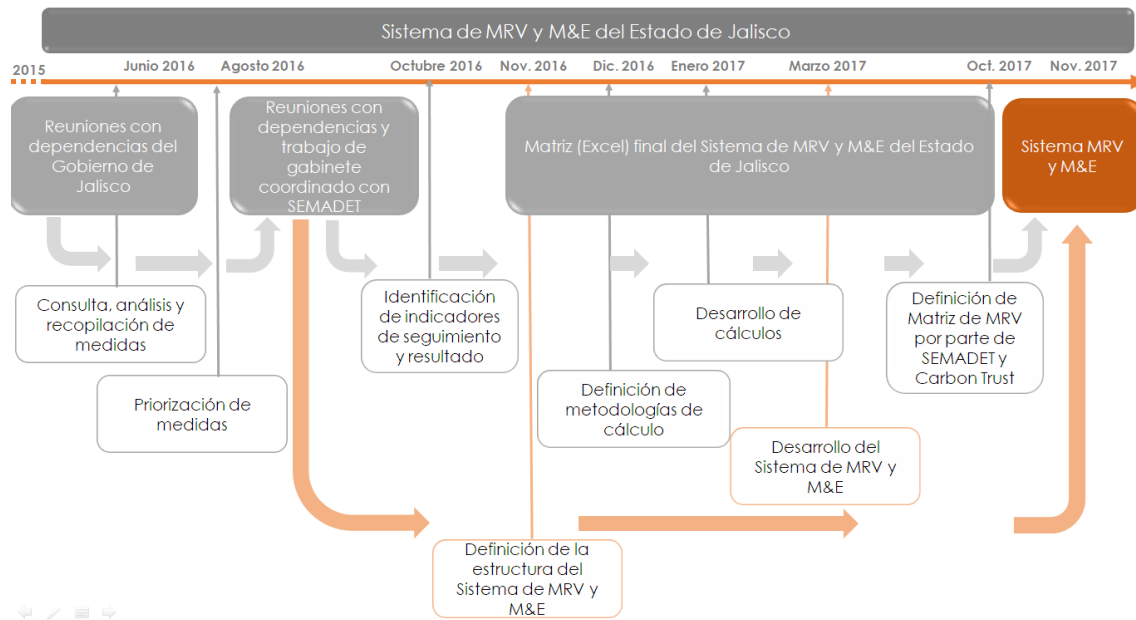 Sistema de MRV y M&E del Estado de Jalisco
2015
Junio 2016
Agosto 2016
Octubre 2016
Nov. 2016
Dic. 2016
Enero 2017
Marzo 2017
Oct. 2017
Nov. 2017
Reuniones con
dependencias del
Gobierno de
Jalisco
Reuniones con
dependencias y
trabajo de
gabinete
coordinado con
SEMADET
Matriz (Excel) final del Sistema de MRV y M&E del Estado
de Jalisco
Sistema MRV
y M&E
Consulta, análisis y
recopilación de
medidas
Priorización de
medidas
Identificación
de indicadores
de seguimiento
y resultado
Definición de
metodologías de
cálculo
Desarrollo de
cálculos
Desarrollo del
Sistema de MRV y
M&E
Definición de
Matriz de MRV
por parte de
SEMADET y
Carbon Trust
Definición de la
estructura del
Sistema de MRV y
M&E